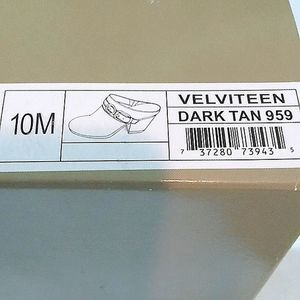 10M
VELVITEEN
DARK TAN 959
7 37280 73943 5